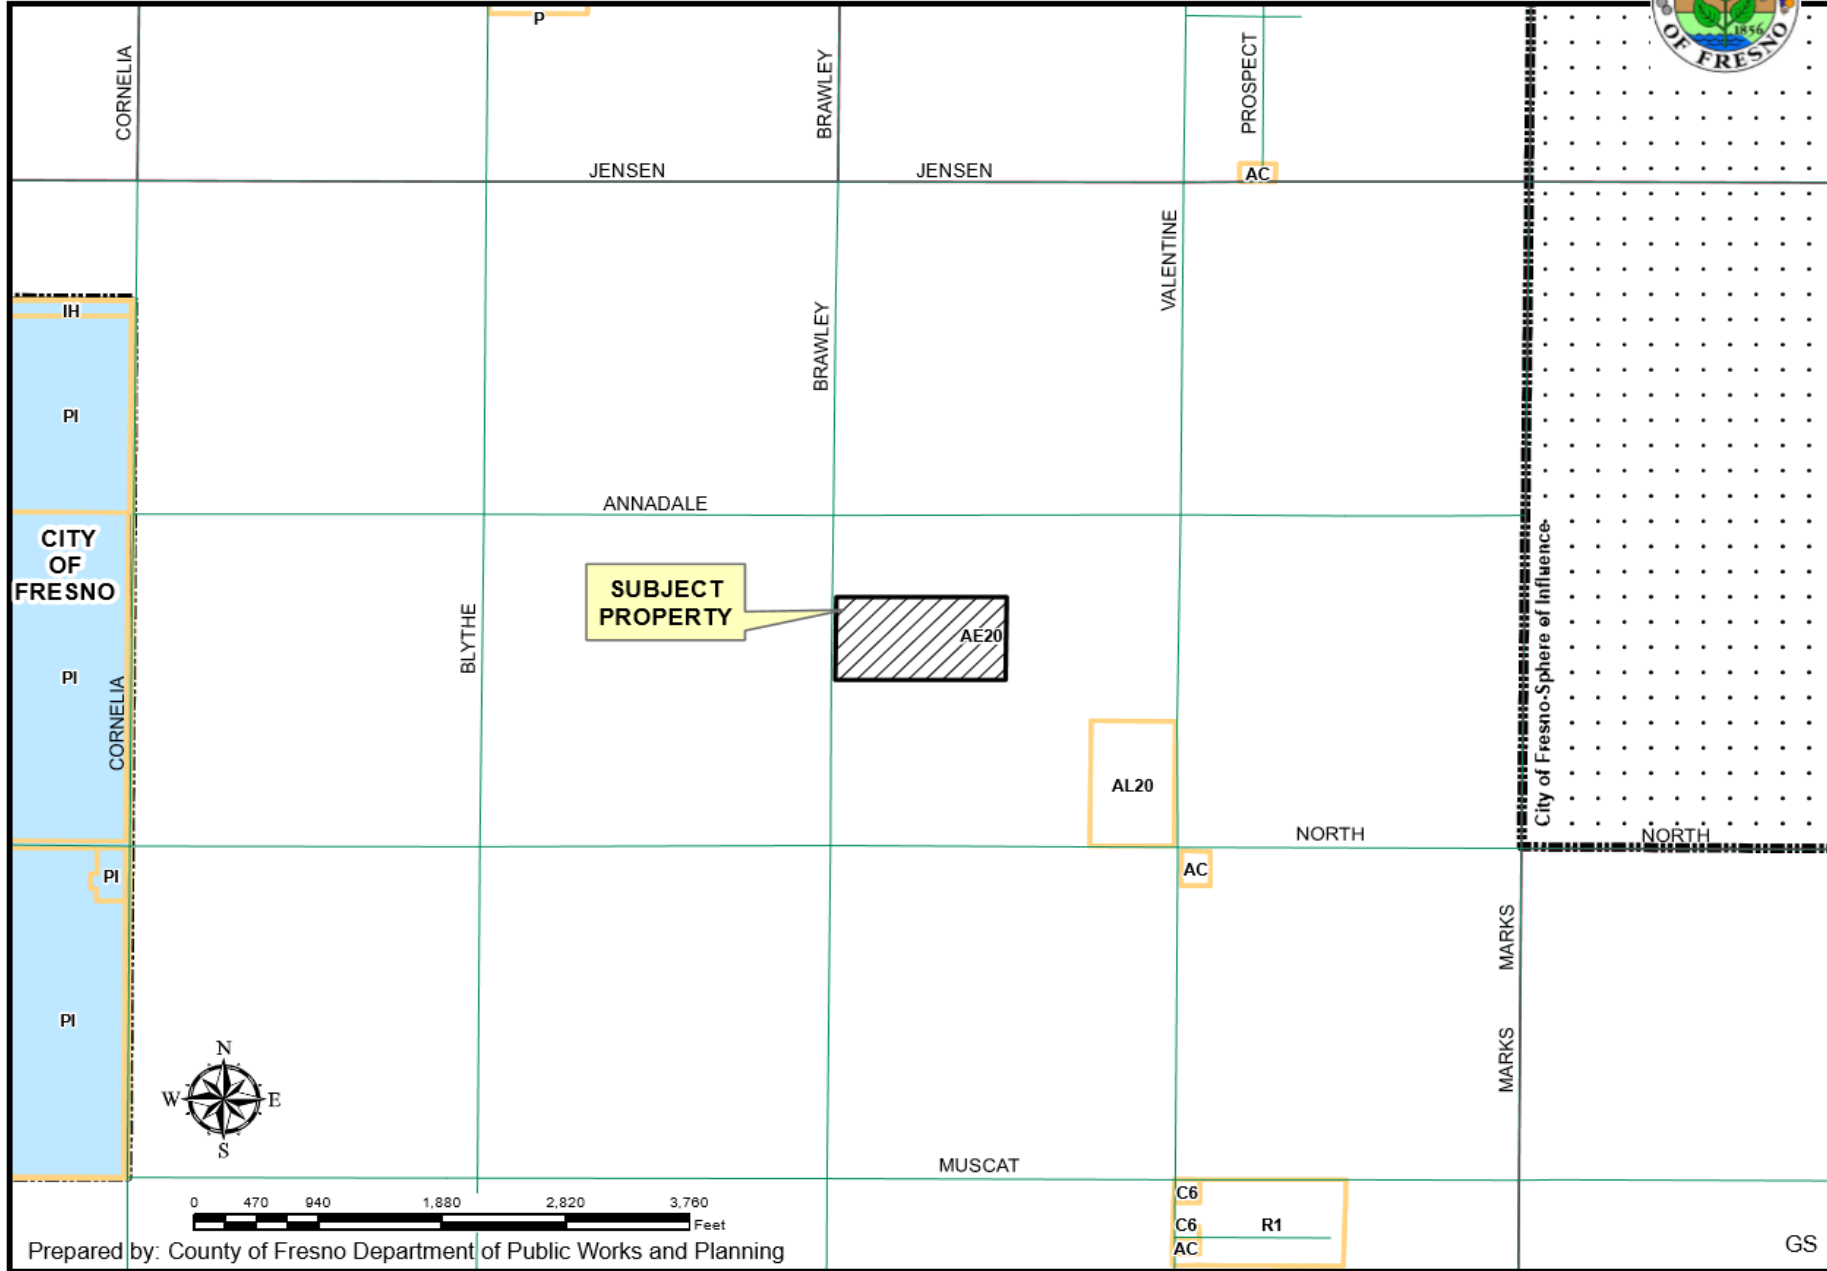 P
1856
OF FRESNO
CORNELIA
BRAWLEY
PROSPECT
JENSEN
JENSEN
AC
VALENTINE
IH
BRAWLEY
PI
ANNADALE
CITY
OF
FRESNO
SUBJECT
PROPERTY
AE20
BLYTHE
City of Fresno-Sphere of Influence
PI
CORNELIA
AL20
NORTH
NORTH
PI
AC
MARKS
PI
MARKS
N
W
E
S
MUSCAT
C6
0 470 940 1,880 2,820 3,760
Feet
C6
R1
AC
Prepared by: County of Fresno Department of Public Works and Planning
GS